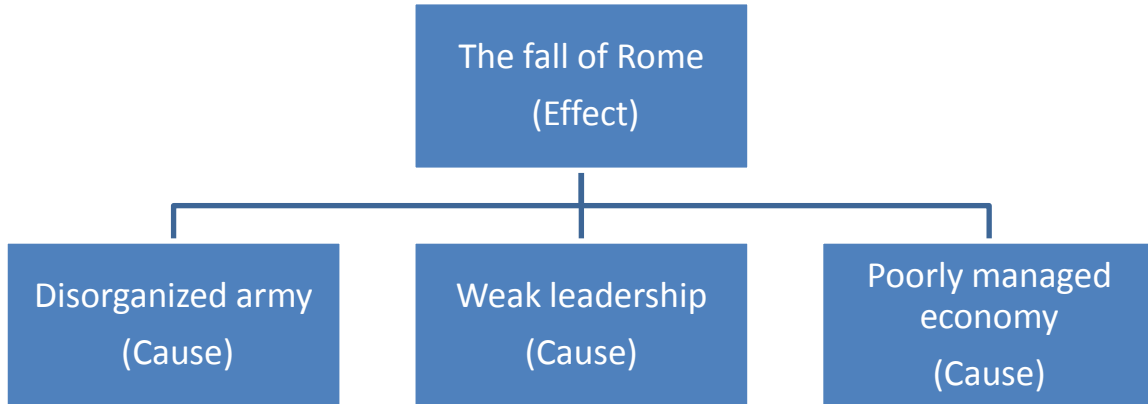 The fall of Rome
(Effect)
Disorganized army
(Cause)
Weak leadership
(Cause)
Poorly managed
economy
(Cause)